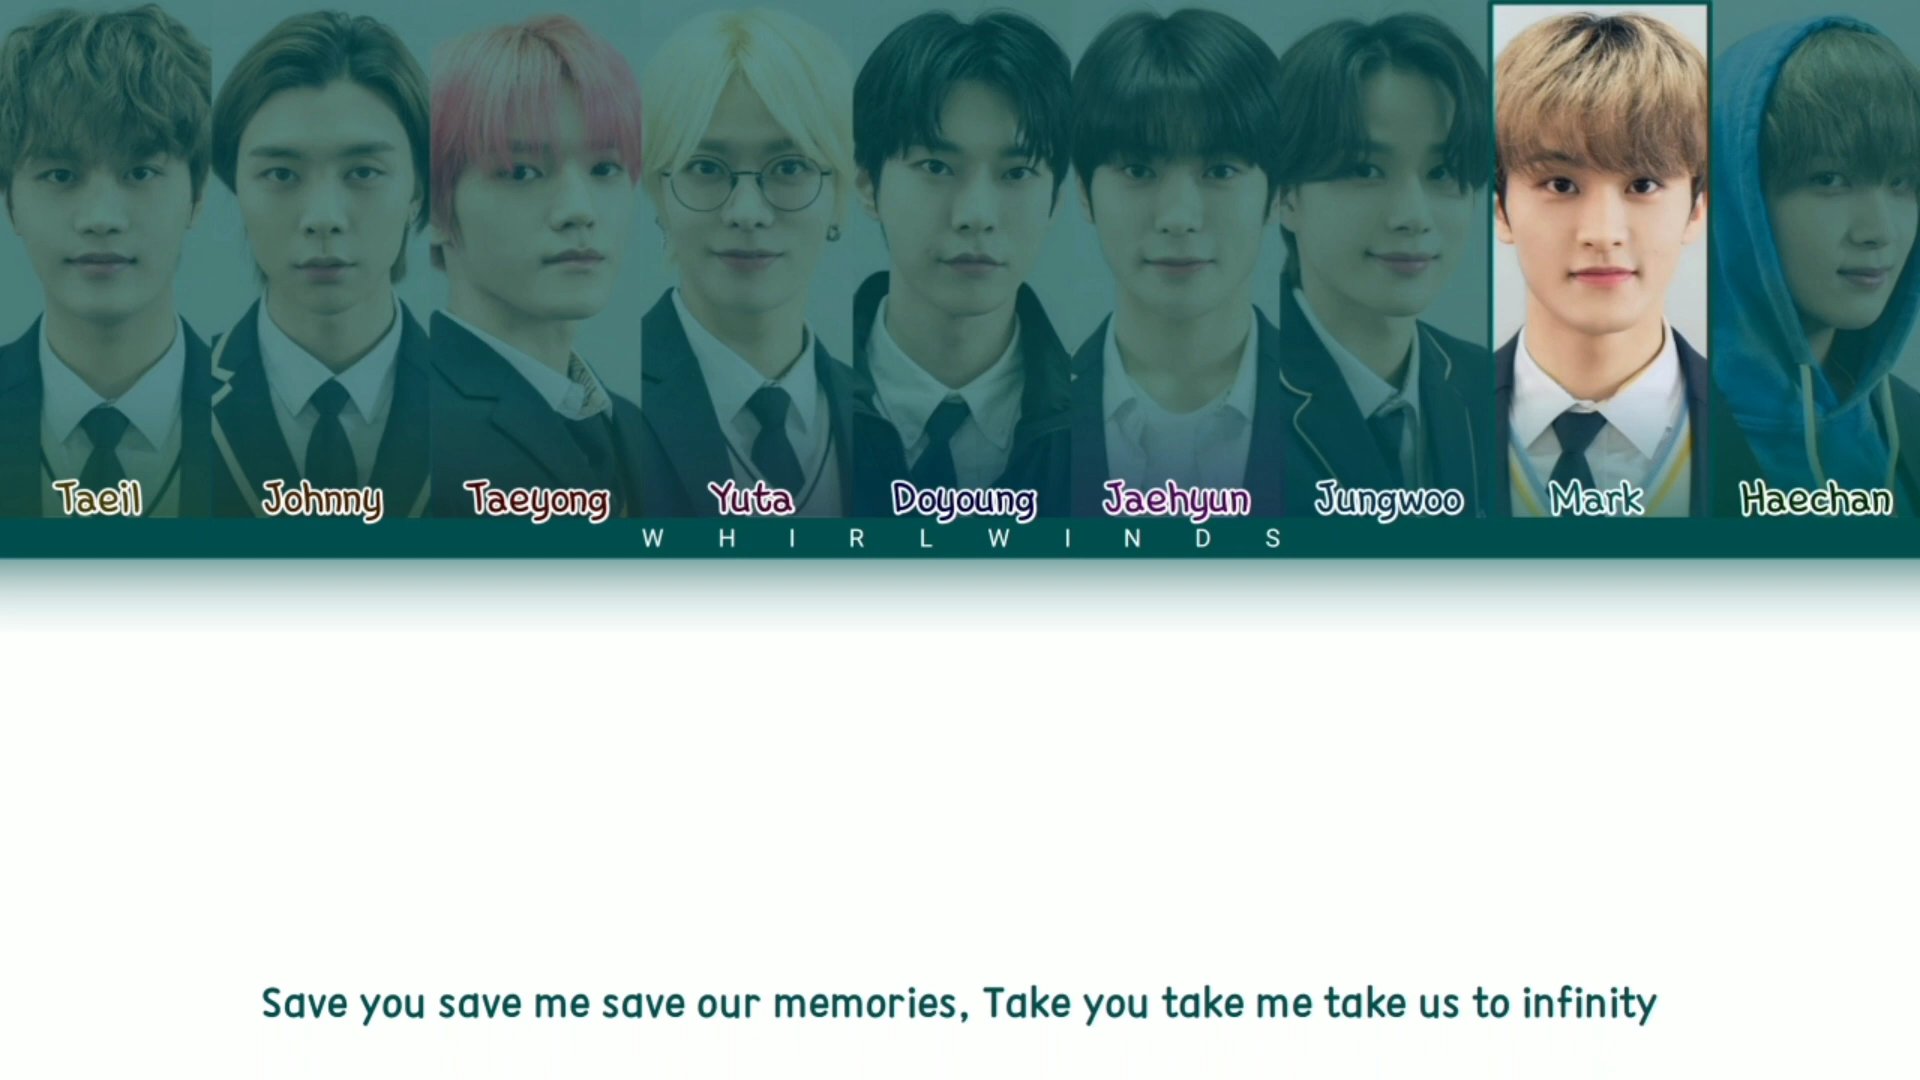 Taeil Johnny Taeyong Yuta Doyoung Jaehyun Jungwoo Mark Haechan
WHIRLWINDS
Save you save me save our memories, Take you take me take us to infinity